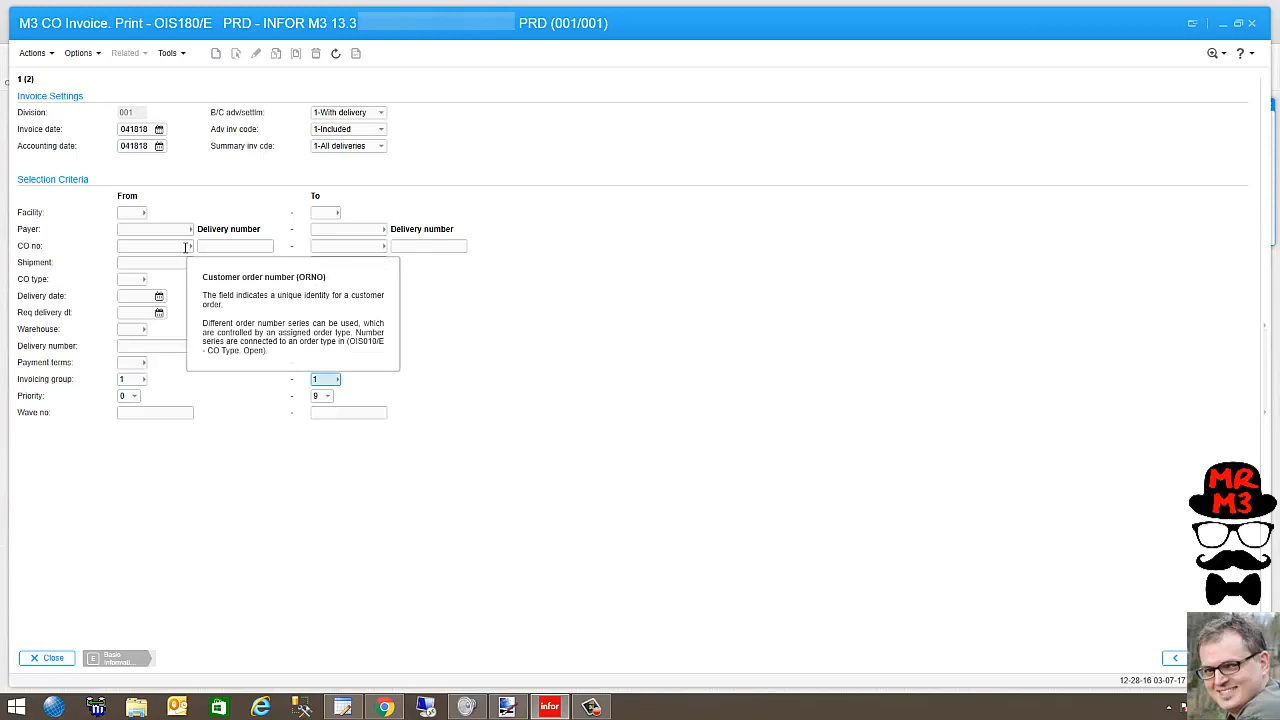 M3 CO Invoice. Print - OIS180/E PRD - INFOR M3 13.3 PRD (001/001)
Actions Options Related Tools ?
1 (2)
Invoice Settings
Division: 001 B/C adv/settlm: 1-With delivery
Invoice date: 041818 Adv inv code: 1-Included
Accounting date: 041818 Summary inv cde: 1-All deliveries
Selection Criteria
From To
Facility: -
Payer: Delivery number - Delivery number
CO no: -
Shipment:
CO type:
Delivery date:
Req delivery dt:
Warehouse:
Delivery number:
Payment terms:
Customer order number (ORNO)
The field indicates a unique identity for a customer
order.
Different order number series can be used, which
are controlled by an assigned order type. Number
series are connected to an order type in (OIS010/E
- CO Type. Open).
Invoicing group: 1 - 1
Priority: 0 - 9
Wave no: -
MR
M3
Close E Basic
Informati...
12-28-16 03-07-17
infor